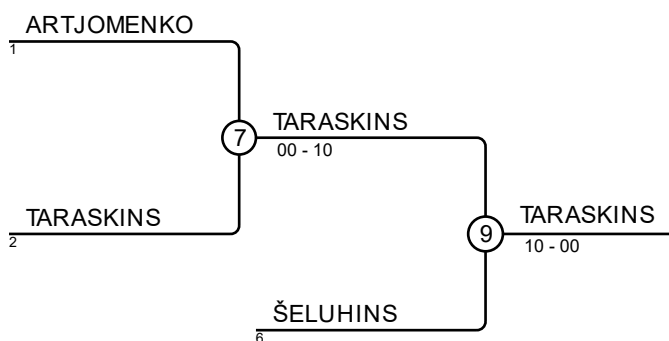 ARTJOMENKO
1
7
TARASKINS
00 - 10
TARASKINS
2
9
TARASKINS
10 - 00
ŠELUHINS
6